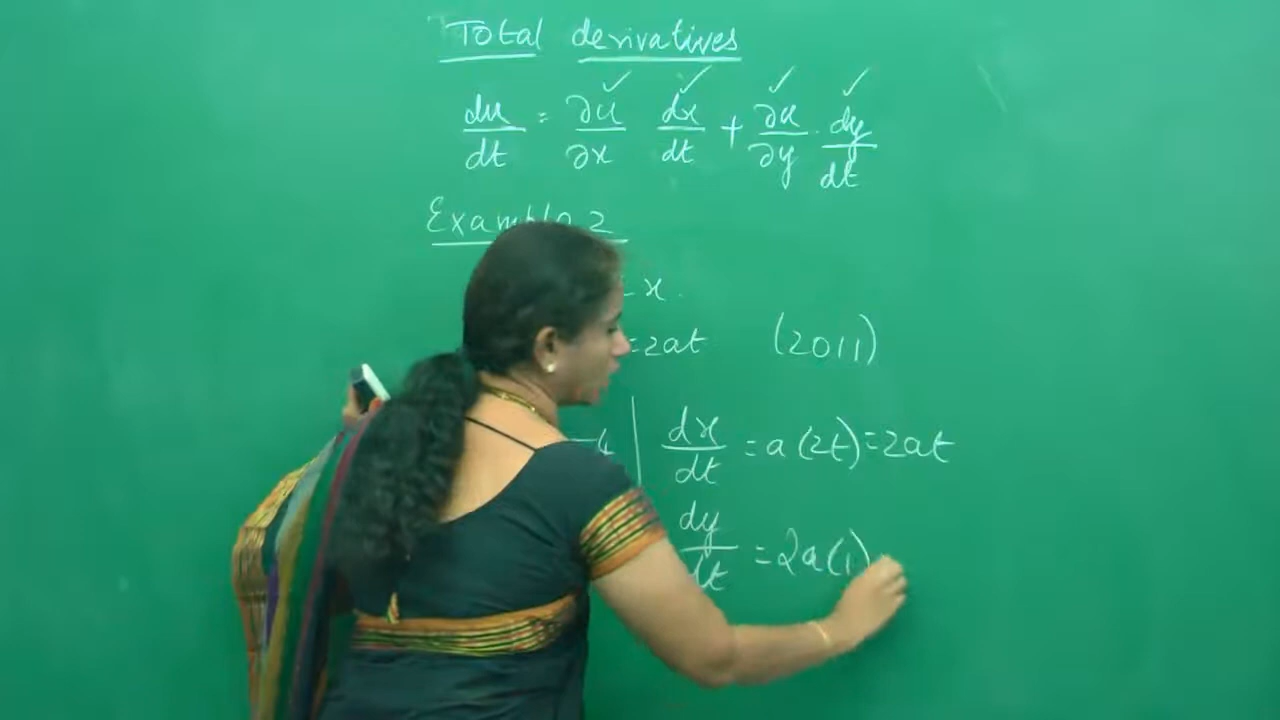 Total derivatives
du/dt = ∂u/∂x dx/dt + ∂u/∂y . dy/dt
Example 2
x.
=2at (2011)
dx/dt = a(2t)=2at
dy/dt = 2a(1)